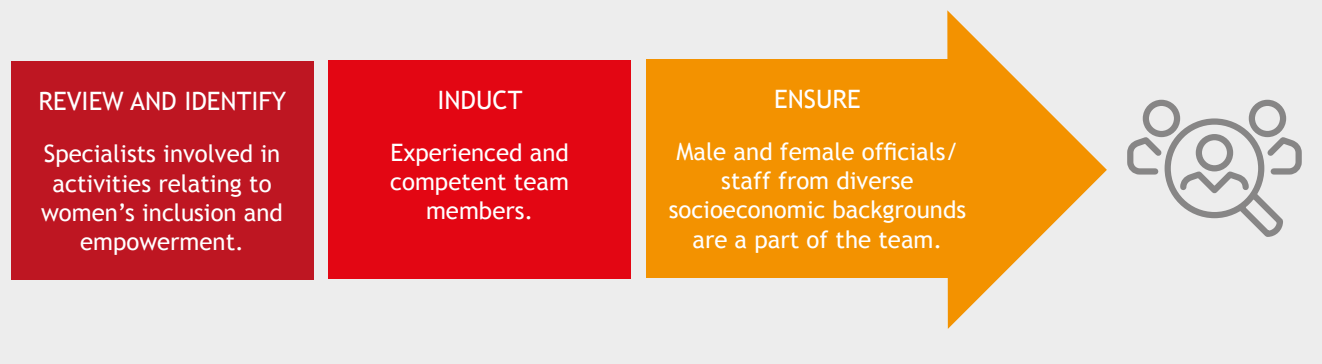 REVIEW AND IDENTIFY
Specialists involved in
activities relating to
women’s inclusion and
empowerment.
INDUCT
Experienced and
competent team
members.
ENSURE
Male and female officials/
staff from diverse
socioeconomic backgrounds
are a part of the team.